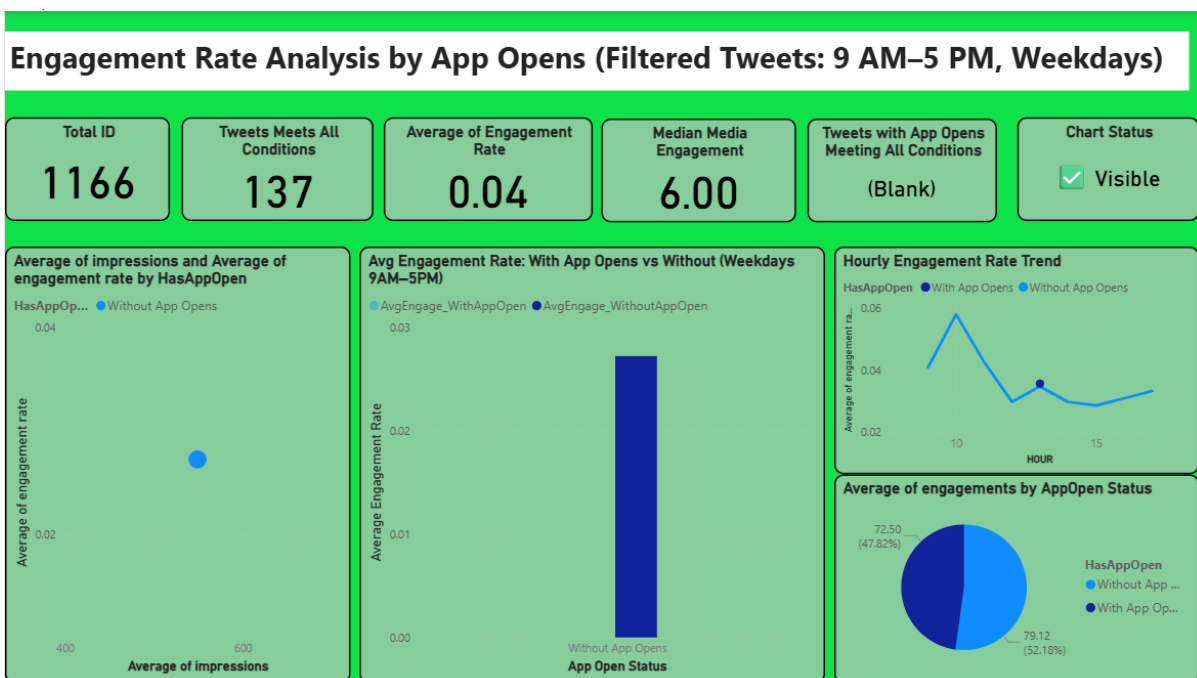 Engagement Rate Analysis by App Opens (Filtered Tweets: 9 AM–5 PM, Weekdays)
Total ID
1166
Tweets Meets All
Conditions
137
Average of Engagement
Rate
0.04
Median Media
Engagement
6.00
Tweets with App Opens
Meeting All Conditions
(Blank)
Chart Status
✅ Visible
Average of impressions and Average of
engagement rate by HasAppOpen
HasAppOp... Without App Opens
0.04
0.02
Average of engagement rate
400 600
Average of impressions
Avg Engagement Rate: With App Opens vs Without (Weekdays
9AM–5PM)
AvgEngage_WithAppOpen AvgEngage_WithoutAppOpen
0.03
0.02
0.01
0.00
Average Engagement Rate
Without App Opens
App Open Status
Hourly Engagement Rate Trend
HasAppOpen With App Opens Without App Opens
0.06
0.04
0.02
Average of engagement ra...
10 15
HOUR
Average of engagements by AppOpen Status
72.50
(47.82%)
79.12
(52.18%)
HasAppOpen
Without App ...
With App Op...